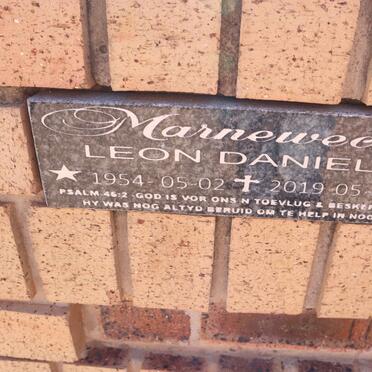 Marnewec
LEON DANIEL
1954-05-02 2019-05-
PSALM 46:2 GOD IS VIR ONS N TOEVLUG & BESKER
HY WAS NOG ALTYD BEREID OM TE HELP IN NOO